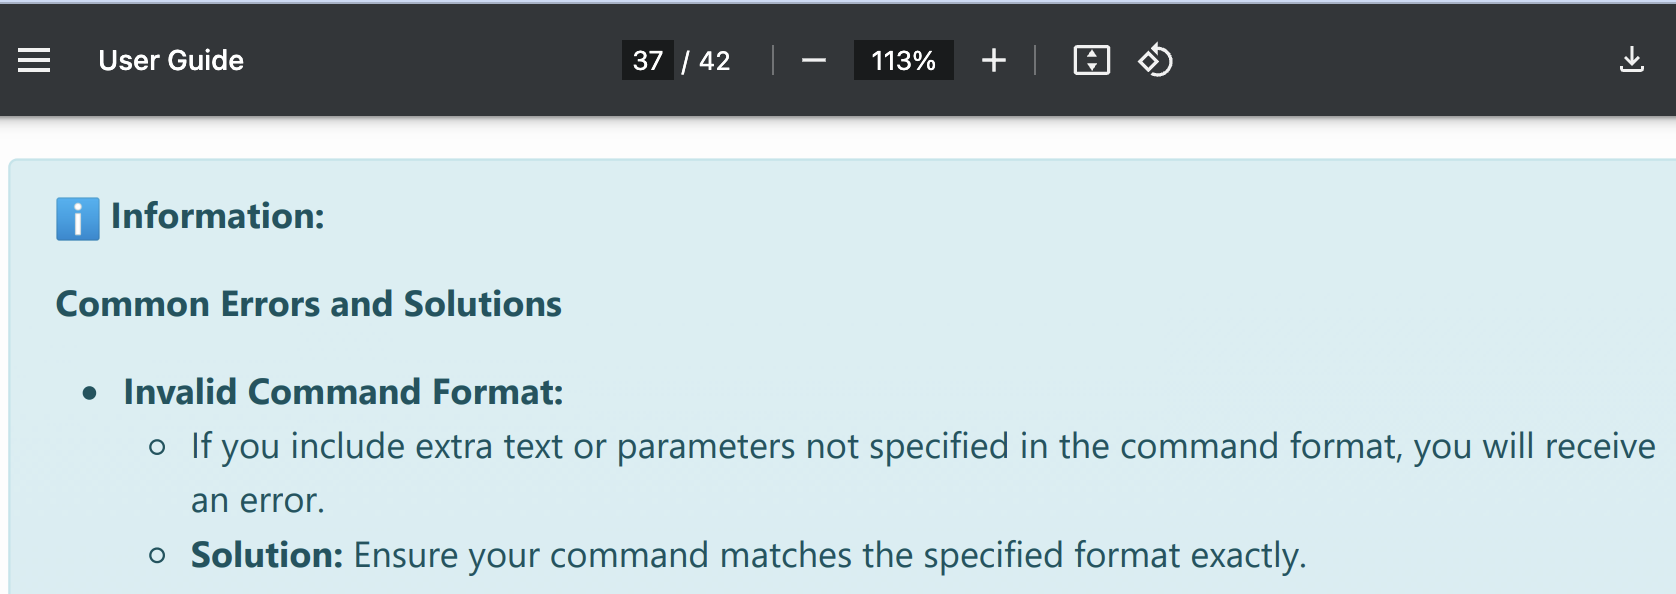 User Guide
37 / 42
113%
Information:
Common Errors and Solutions
Invalid Command Format:
If you include extra text or parameters not specified in the command format, you will receive
an error.
Solution: Ensure your command matches the specified format exactly.